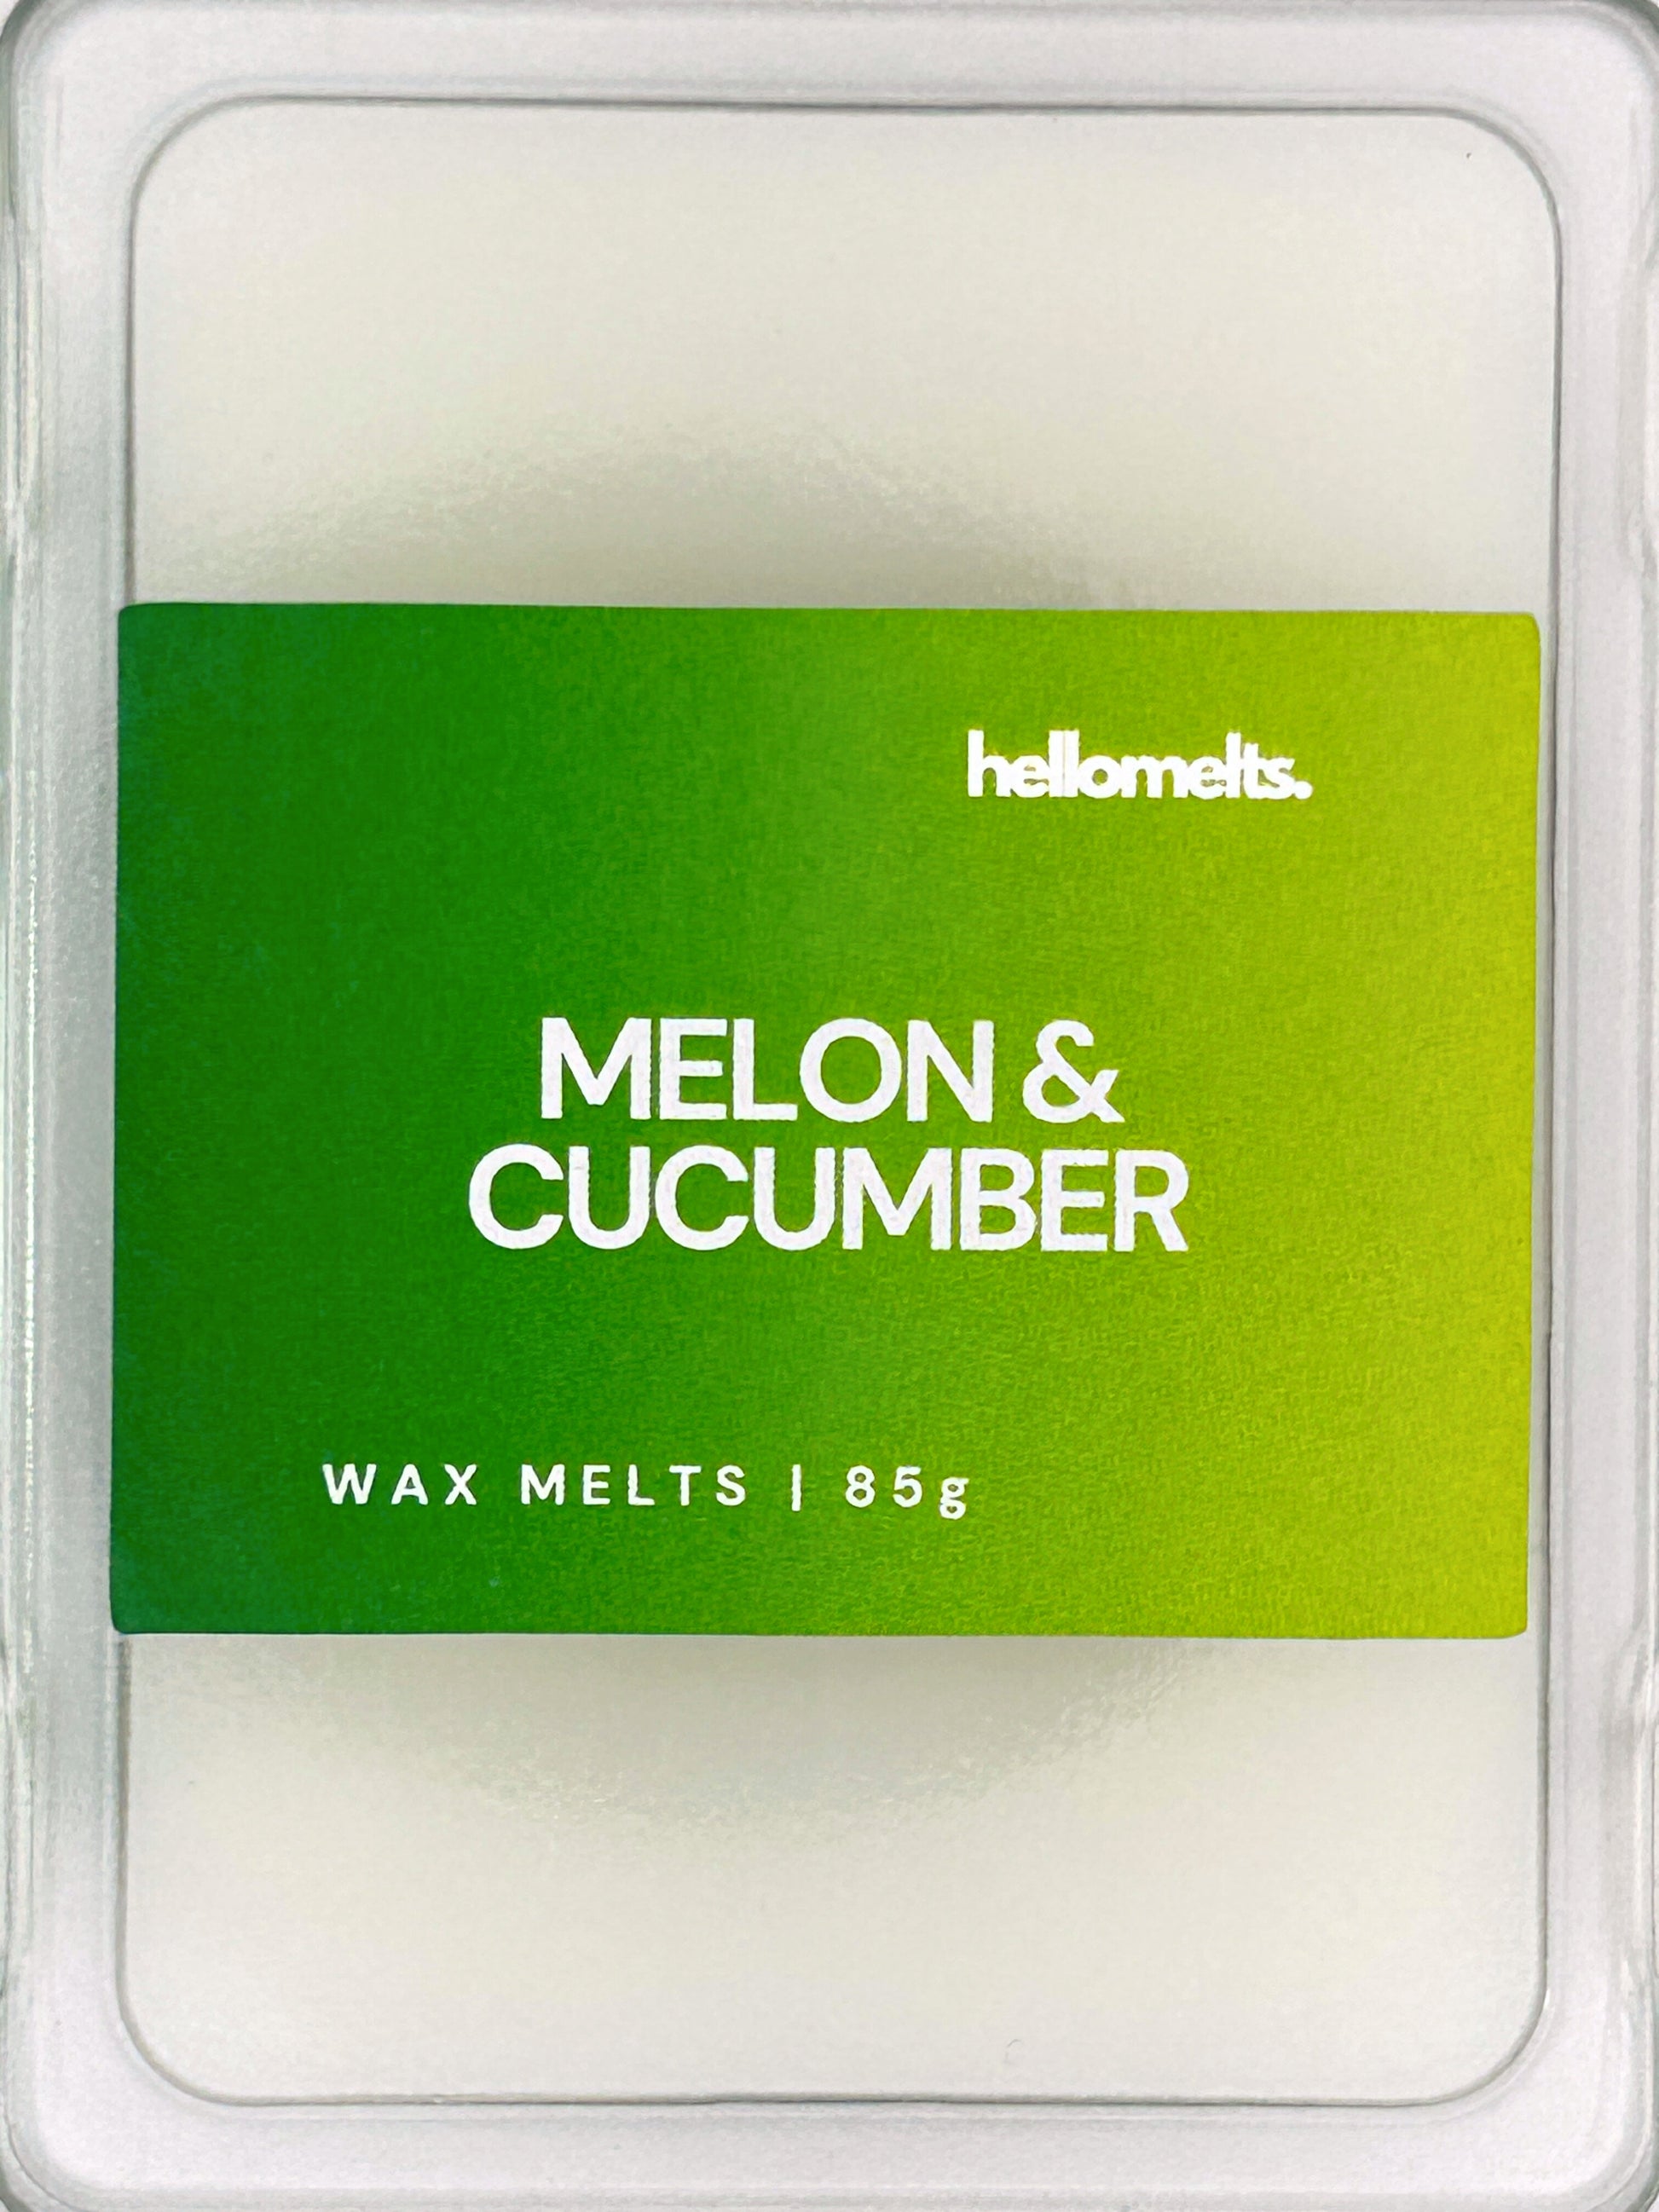 hellomelts.
MELON &
CUCUMBER
WAX MELTS | 85g